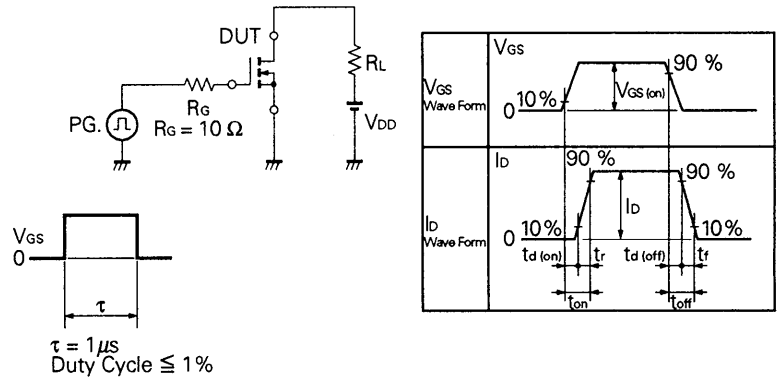 DUT
RL
RG
RG = 10 Ω
PG.
VDD
VGS
0
τ
τ = 1 μs
Duty Cycle ≦ 1%
VGS
Wave Form
VGS
90 %
10 %
VGS (on)
0
ID
Wave Form
ID
90 %
90 %
ID
0
10 %
10 %
td (on)
tr
td (off)
tf
ton
toff